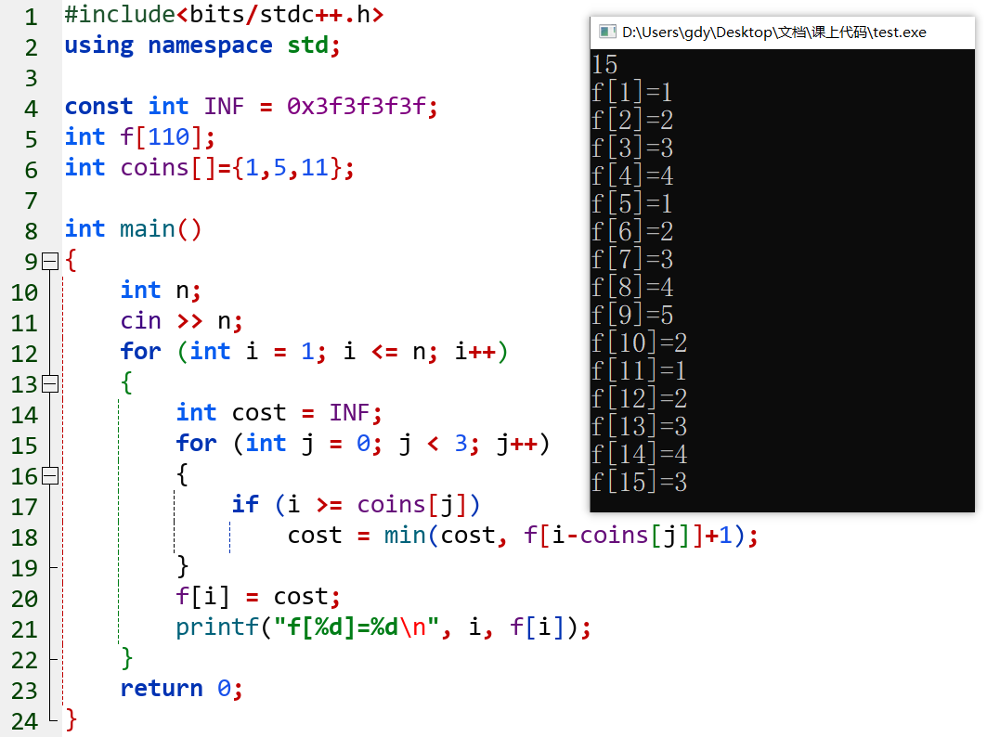 1 #include<bits/stdc++.h>
2 using namespace std;
3
4 const int INF = 0x3f3f3f3f;
5 int f[110];
6 int coins[]={1,5,11};
7
8 int main()
9 {
10     int n;
11     cin >> n;
12     for (int i = 1; i <= n; i++)
13     {
14         int cost = INF;
15         for (int j = 0; j < 3; j++)
16         {
17             if (i >= coins[j])
18                 cost = min(cost, f[i-coins[j]]+1);
19         }
20         f[i] = cost;
21         printf("f[%d]=%d\n", i, f[i]);
22     }
23     return 0;
24 }
D:\Users\gdy\Desktop\文档\课上代码\test.exe
15
f[1]=1
f[2]=2
f[3]=3
f[4]=4
f[5]=1
f[6]=2
f[7]=3
f[8]=4
f[9]=5
f[10]=2
f[11]=1
f[12]=2
f[13]=3
f[14]=4
f[15]=3